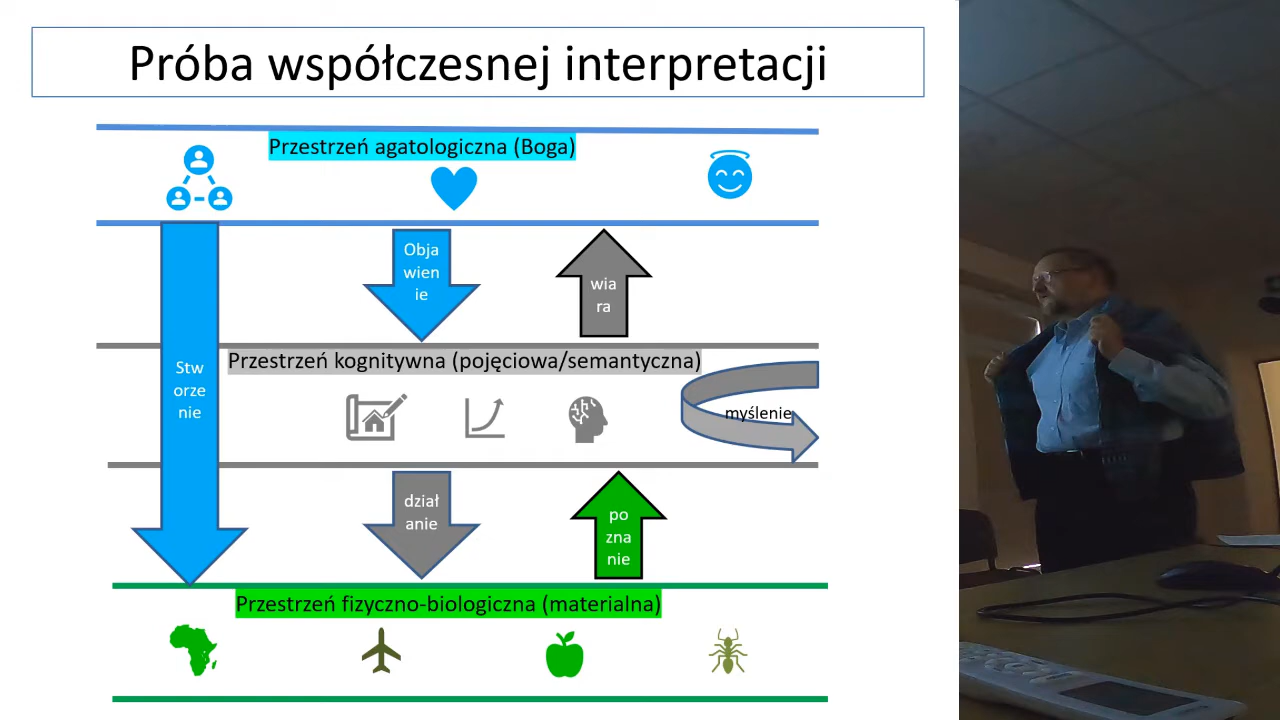 Próba współczesnej interpretacji
Przestrzeń agatologiczna (Boga)
Obja
wien
ie
wia
ra
Przestrzeń kognitywna (pojęciowa/semantyczna)
Stw
orze
nie
myślenie
dział
anie
po
zna
nie
Przestrzeń fizyczno-biologiczna (materialna)